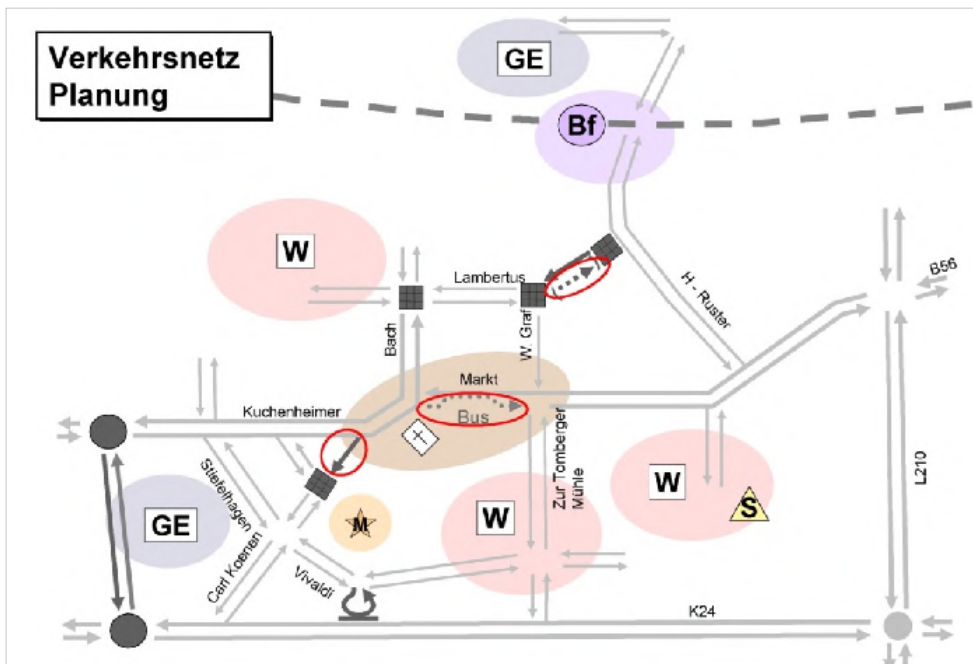 Verkehrsnetz
Planung
GE
Bf
W
Lambertus
B56
H - Ruster
W. Graf
Bach
Markt
Kuchenheimer
Bus
Zur Tomberger
Mühle
L210
Stiefelhagen
W
W
S
GE
M
Carl Koenen
Vivaldi
K24